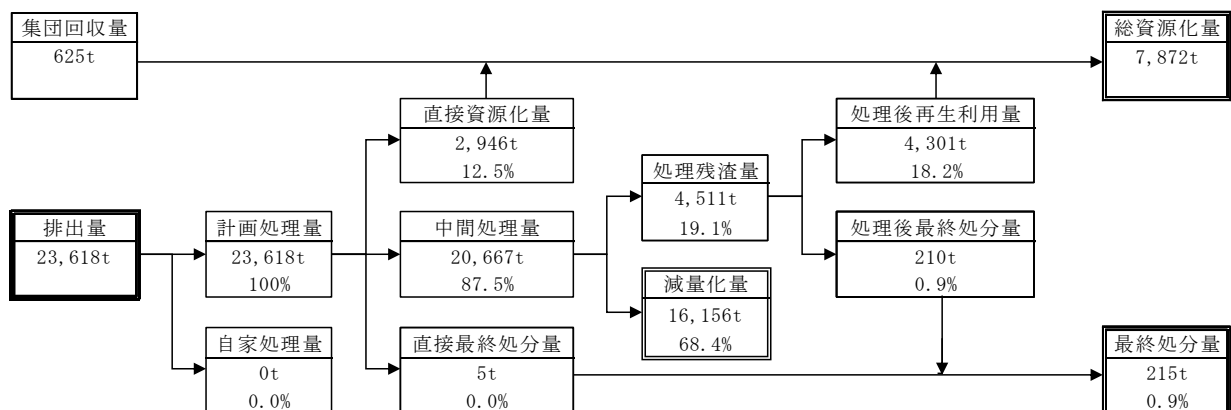 集団回収量
625t
総資源化量
7,872t
直接資源化量
2,946t
12.5%
処理後再生利用量
4,301t
18.2%
処理残渣量
4,511t
19.1%
排出量
23,618t
計画処理量
23,618t
100%
中間処理量
20,667t
87.5%
処理後最終処分量
210t
0.9%
減量化量
16,156t
68.4%
自家処理量
0t
0.0%
直接最終処分量
5t
0.0%
最終処分量
215t
0.9%